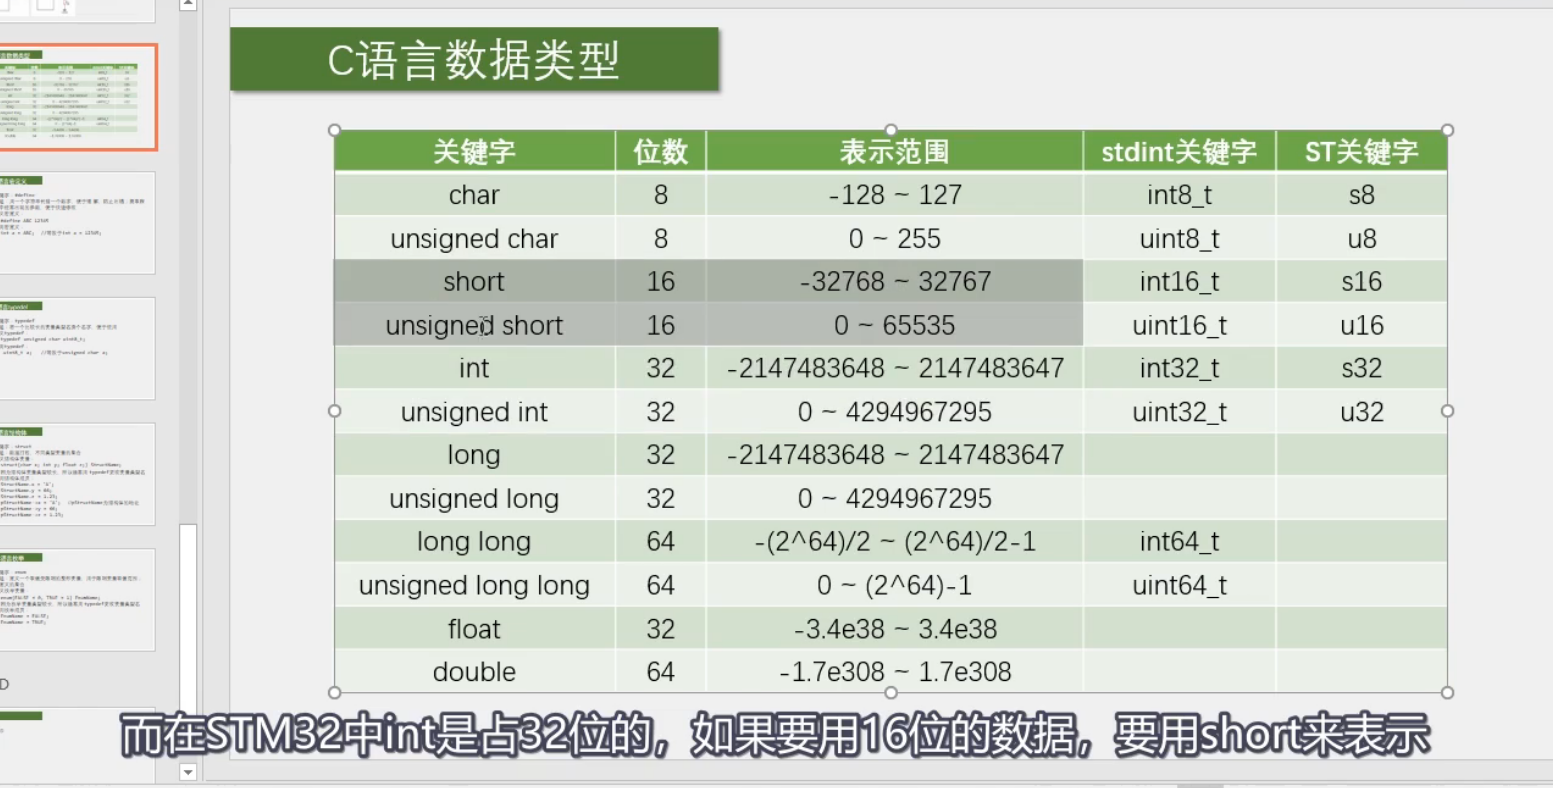 C语言数据类型
关键字 位数 表示范围 stdint关键字 ST关键字
char 8 -128 ~ 127 int8_t s8
unsigned char 8 0 ~ 255 uint8_t u8
short 16 -32768 ~ 32767 int16_t s16
unsigned short 16 0 ~ 65535 uint16_t u16
int 32 -2147483648 ~ 2147483647 int32_t s32
unsigned int 32 0 ~ 4294967295 uint32_t u32
long 32 -2147483648 ~ 2147483647
unsigned long 32 0 ~ 4294967295
long long 64 -(2^64)/2 ~ (2^64)/2-1 int64_t
unsigned long long 64 0 ~ (2^64)-1 uint64_t
float 32 -3.4e38 ~ 3.4e38
double 64 -1.7e308 ~ 1.7e308
而在STM32中int是占32位的，如果要用16位的数据，要用short来表示